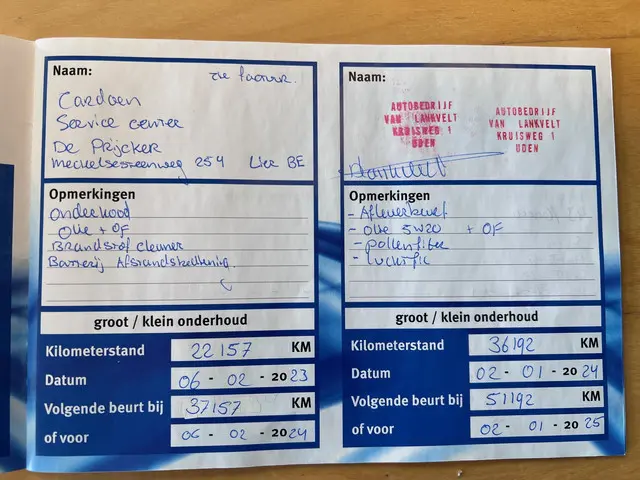 Naam: zie factuur.
Cardoen
Service center
De Prijcker
Mechelsesteenweg 254 Lier BE
Opmerkingen
Onderhoud
Olie + OF
Brandstof cleaner
Batterij Afstandsbediening.
groot / klein onderhoud
Kilometerstand 22157 KM
Datum 06 - 02 - 2023
Volgende beurt bij 37157 KM
of voor 06 - 02 - 2024
Naam:
AUTOBEDRIJF
VAN LANKVELT
KRUISWEG 1
UDEN
AUTOBEDRIJF
VAN LANKVELT
KRUISWEG 1
UDEN
Opmerkingen
- Afleverbeurt
- olie 5W20 + OF
- pollenfilter
groot / klein onderhoud
Kilometerstand 36192 KM
Datum 02 - 01 - 2024
Volgende beurt bij 51192 KM
of voor 02 - 01 - 2025